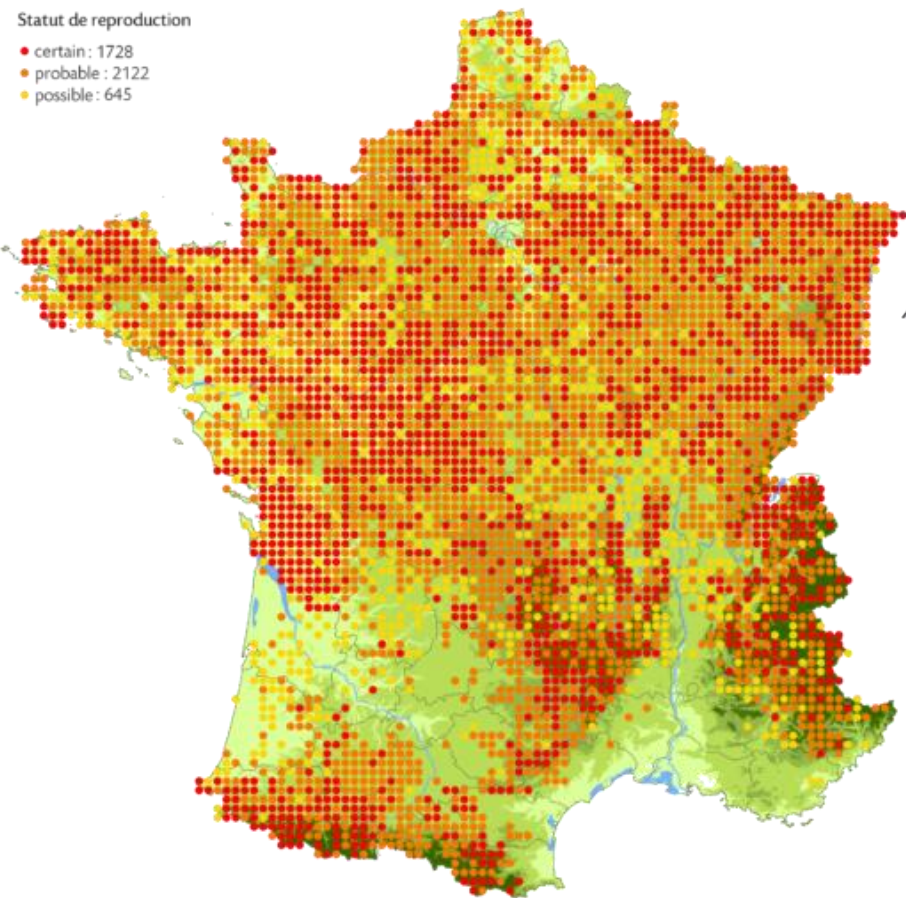 Statut de reproduction
certain : 1728
probable : 2122
possible : 645